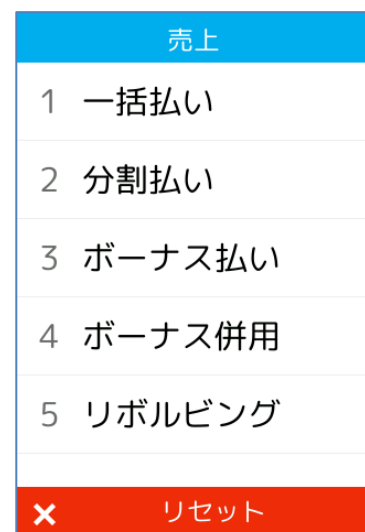 売上
1 一括払い
2 分割払い
3 ボーナス払い
4 ボーナス併用
5 リボルビング
× リセット